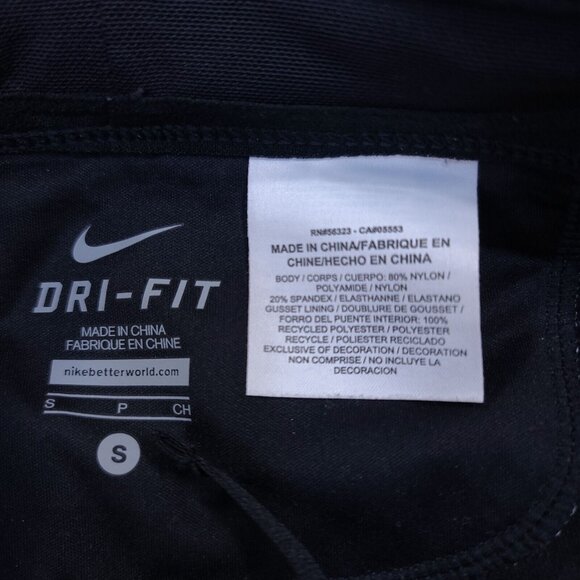 DRI-FIT
MADE IN CHINA
FABRIQUE EN CHINE
nikebetterworld.com
S P CH
S
RN#56323 - CA#05553
MADE IN CHINA/FABRIQUE EN
CHINE/HECHO EN CHINA
BODY / CORPS / CUERPO: 80% NYLON /
POLYAMIDE / NYLON
20% SPANDEX / ELASTHANNE / ELASTANO
GUSSET LINING / DOUBLURE DE GOUSSET /
FORRO DEL PUENTE INTERIOR: 100%
RECYCLED POLYESTER / POLYESTER
RECYCLE / POLIESTER RECICLADO
EXCLUSIVE OF DECORATION / DECORATION
NON COMPRISE / NO INCLUYE LA
DECORACION